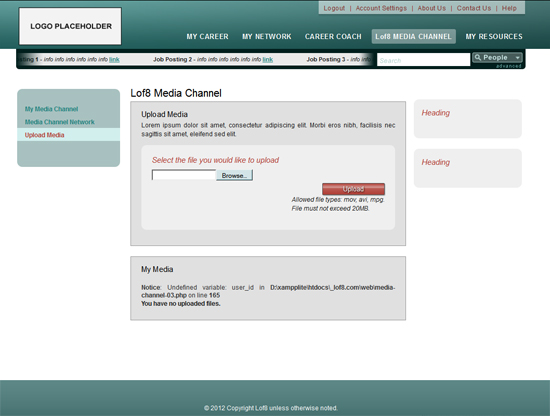 Logout | Account Settings | About Us | Contact Us | Help
LOGO PLACEHOLDER
MY CAREER MY NETWORK CAREER COACH Lof8 MEDIA CHANNEL MY RESOURCES
1 - info info info info info info link Job Posting 2 - info info info info info info link Job Posting 3 - info info
Search
People
advanced
Lof8 Media Channel
My Media Channel
Media Channel Network
Upload Media
Upload Media
Lorem ipsum dolor sit amet, consectetur adipiscing elit. Morbi eros nibh, facilisis nec
sagittis sit amet, eleifend sed elit.
Select the file you would like to upload
Browse..
Upload
Allowed file types: mov, avi, mpg.
File must not exceed 20MB.
Heading
Heading
My Media
Notice: Undefined variable: user_id in D:\xampplite\htdocs\_lof8.com\web\media-
channel-03.php on line 165
You have no uploaded files.
© 2012 Copyright Lof8 unless otherwise noted.